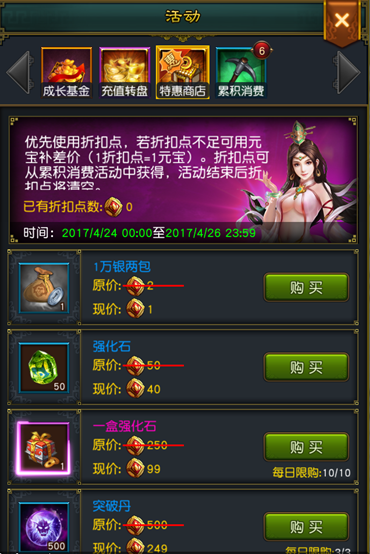 活动
6
成长基金 充值转盘 特惠商店 累积消费
优先使用折扣点，若折扣点不足可用元
宝补差价（1折扣点=1元宝）。折扣点可
从累积消费活动中获得，活动结束后折
扣点将清空。
已有折扣点数: 0
时间：2017/4/24 00:00至2017/4/26 23:59
1万银两包
原价: 2
现价: 1
1
购买
强化石
原价: 50
现价: 40
50
购买
一盒强化石
原价: 250
现价: 99
1
购买
每日限购:10/10
突破丹
原价: 500
现价: 249
500
购买
每日限购:3/3